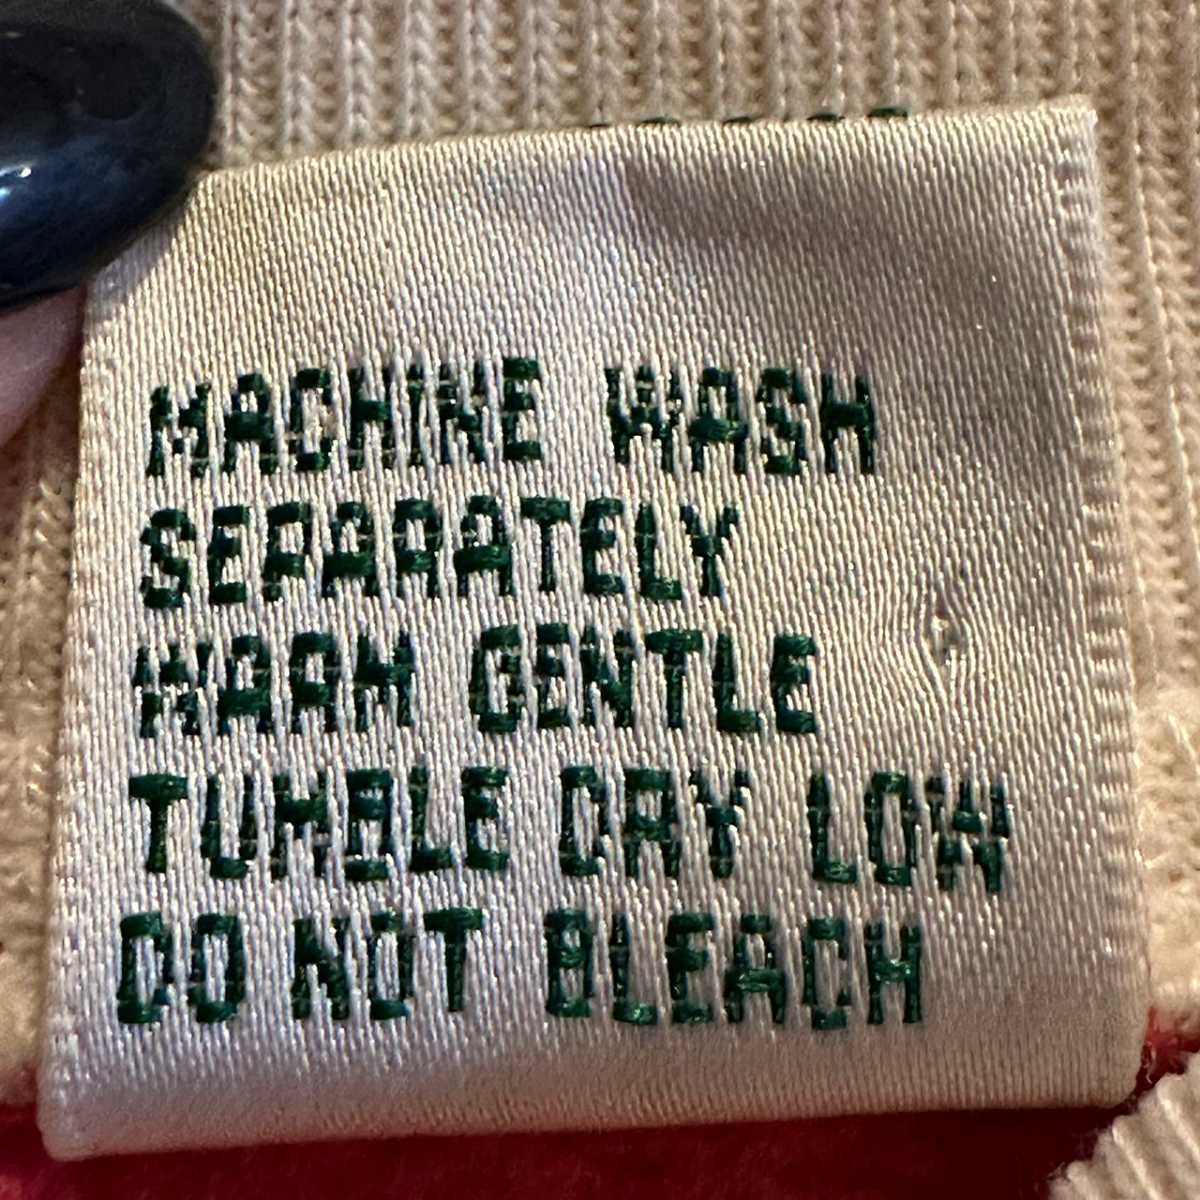 MACHINE WASH
SEPARATELY
WARM GENTLE
TUMBLE DRY LOW
DO NOT BLEACH